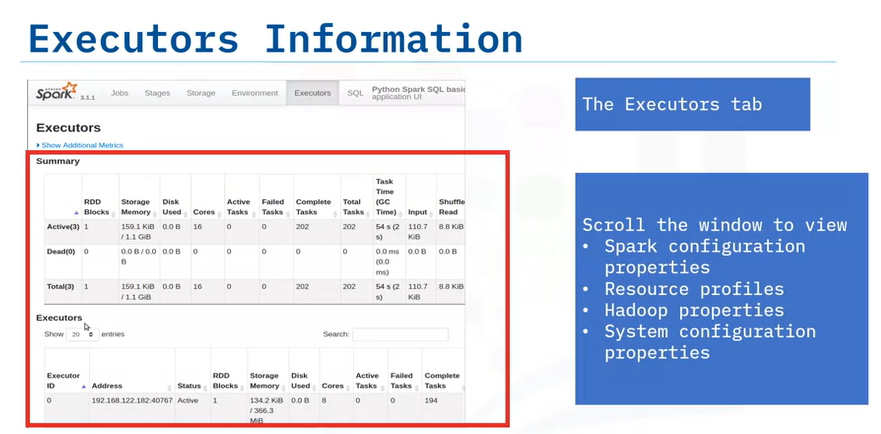 Executors Information
APACHE Spark 3.1.1 Jobs Stages Storage Environment Executors SQL Python Spark SQL basic
application UI
Executors
Show Additional Metrics
Summary
RDD Blocks Storage Memory Disk Used Cores Active Tasks Failed Tasks Complete Tasks Total Tasks Task Time (GC Time) Input Shuffle Read
Active(3) 1 159.1 KiB / 1.1 GiB 0.0 B 16 0 0 202 202 54 s (2 s) 110.7 KiB 8.8 KiB
Dead(0) 0 0.0 B / 0.0 B 0.0 B 0 0 0 0 0 0.0 ms (0.0 ms) 0.0 B 0.0 B
Total(3) 1 159.1 KiB / 1.1 GiB 0.0 B 16 0 0 202 202 54 s (2 s) 110.7 KiB 8.8 KiB
Executors
Show 20 entries Search:
Executor ID Address Status RDD Blocks Storage Memory Disk Used Cores Active Tasks Failed Tasks Complete Tasks
0 192.168.122.182:40767 Active 1 134.2 KiB / 366.3 MiB 0.0 B 8 0 0 194
The Executors tab
Scroll the window to view
• Spark configuration
properties
• Resource profiles
• Hadoop properties
• System configuration
properties